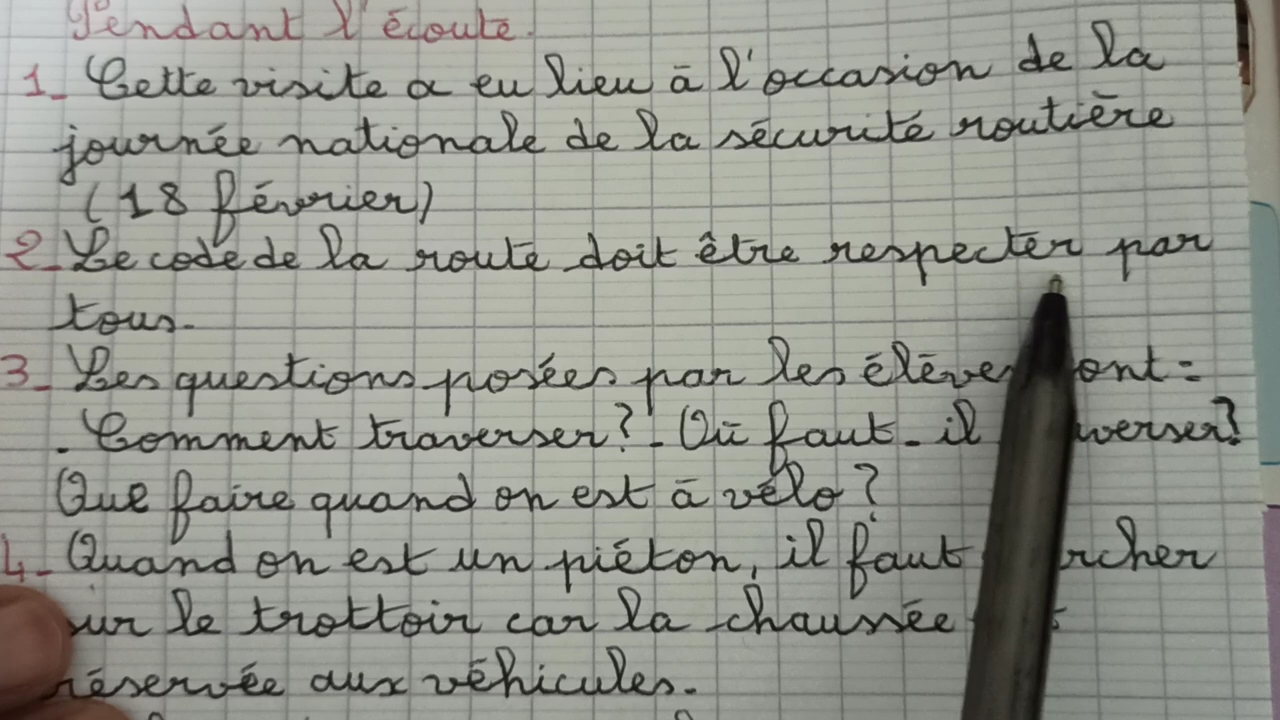 Pendant l'écoute.
1- Cette visite a eu lieu à l'occasion de la
journée nationale de la sécurité routière
(18 février)
2- Le code de la route doit être respecter par
tous.
3- Les questions posées par les élèves ont :
- Comment traverser? - Où faut-il
Que faire quand on est à vélo?
4- Quand on est un piéton, il faut
sur le trottoir car la chaussée
réservée aux véhicules.